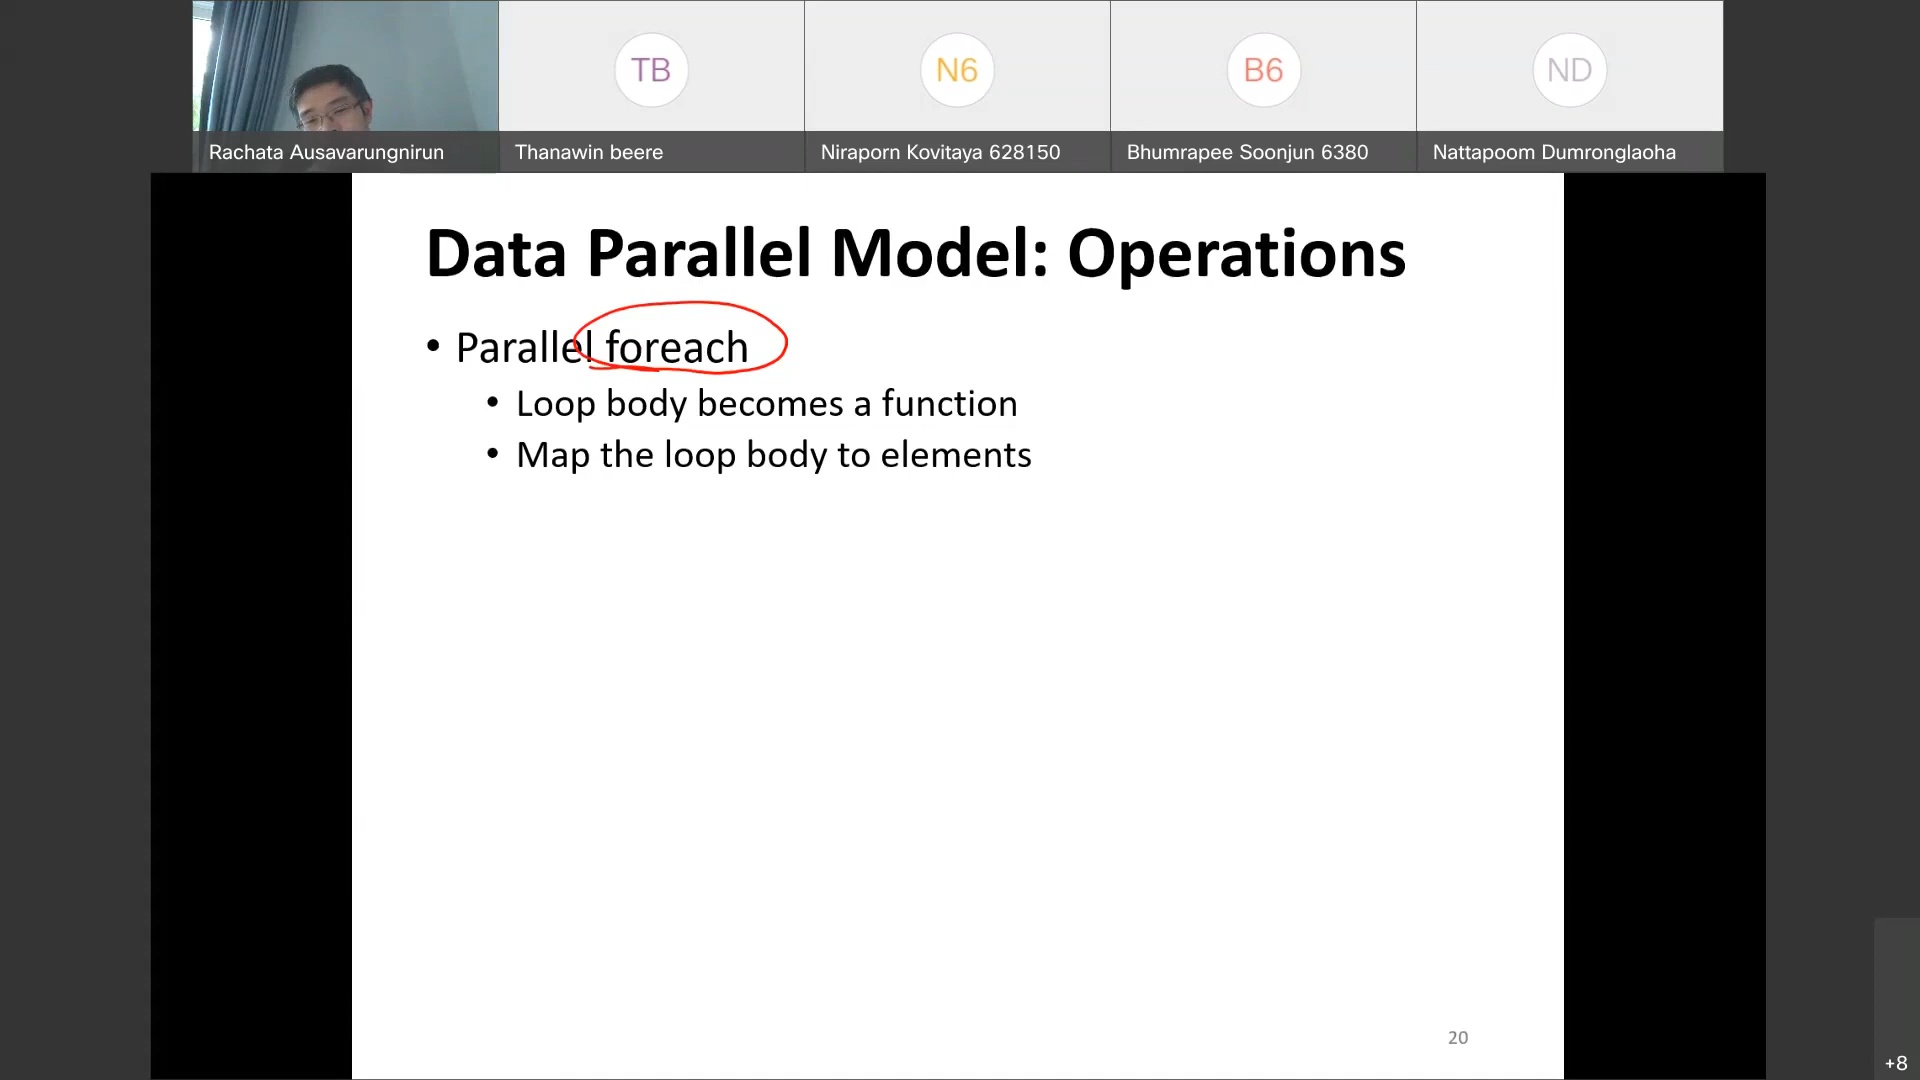 TB
N6
B6
ND
Rachata Ausavarungnirun
Thanawin beere
Niraporn Kovitaya 628150
Bhumrapee Soonjun 6380
Nattapoom Dumronglaoha
Data Parallel Model: Operations
• Parallel foreach
• Loop body becomes a function
• Map the loop body to elements
20
+8